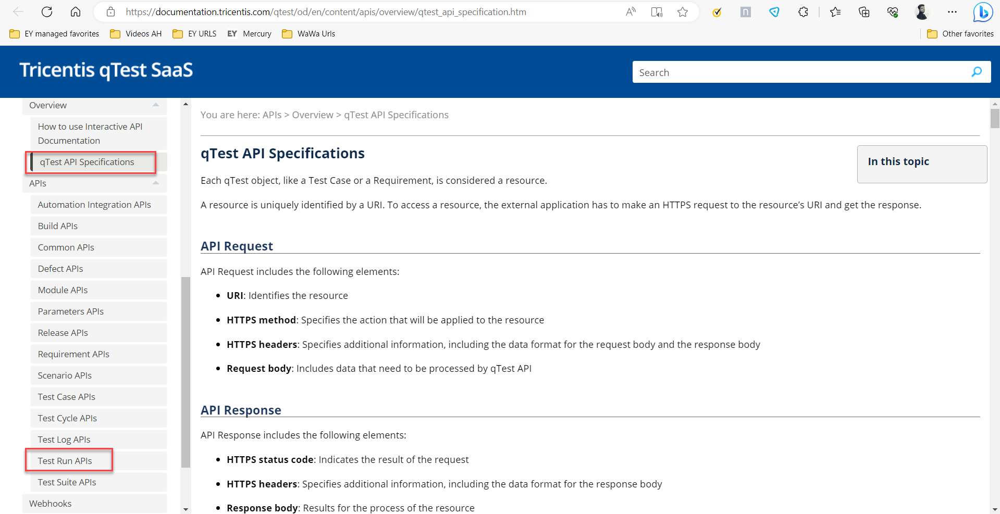 https://documentation.tricentis.com/qtest/od/en/content/apis/overview/qtest_api_specification.htm
EY managed favorites
Videos AH
EY URLS
EY Mercury
WaWa Urls
Other favorites
Tricentis qTest SaaS
Search
Overview
How to use Interactive API
Documentation
qTest API Specifications
APIs
Automation Integration APIs
Build APIs
Common APIs
Defect APIs
Module APIs
Parameters APIs
Release APIs
Requirement APIs
Scenario APIs
Test Case APIs
Test Cycle APIs
Test Log APIs
Test Run APIs
Test Suite APIs
Webhooks
You are here: APIs > Overview > qTest API Specifications
qTest API Specifications
In this topic
Each qTest object, like a Test Case or a Requirement, is considered a resource.
A resource is uniquely identified by a URI. To access a resource, the external application has to make an HTTPS request to the resource’s URI and get the response.
API Request
API Request includes the following elements:
• URI: Identifies the resource
• HTTPS method: Specifies the action that will be applied to the resource
• HTTPS headers: Specifies additional information, including the data format for the request body and the response body
• Request body: Includes data that need to be processed by qTest API
API Response
API Response includes the following elements:
• HTTPS status code: Indicates the result of the request
• HTTPS headers: Specifies additional information, including the data format for the response body
• Response body: Results for the process of the resource